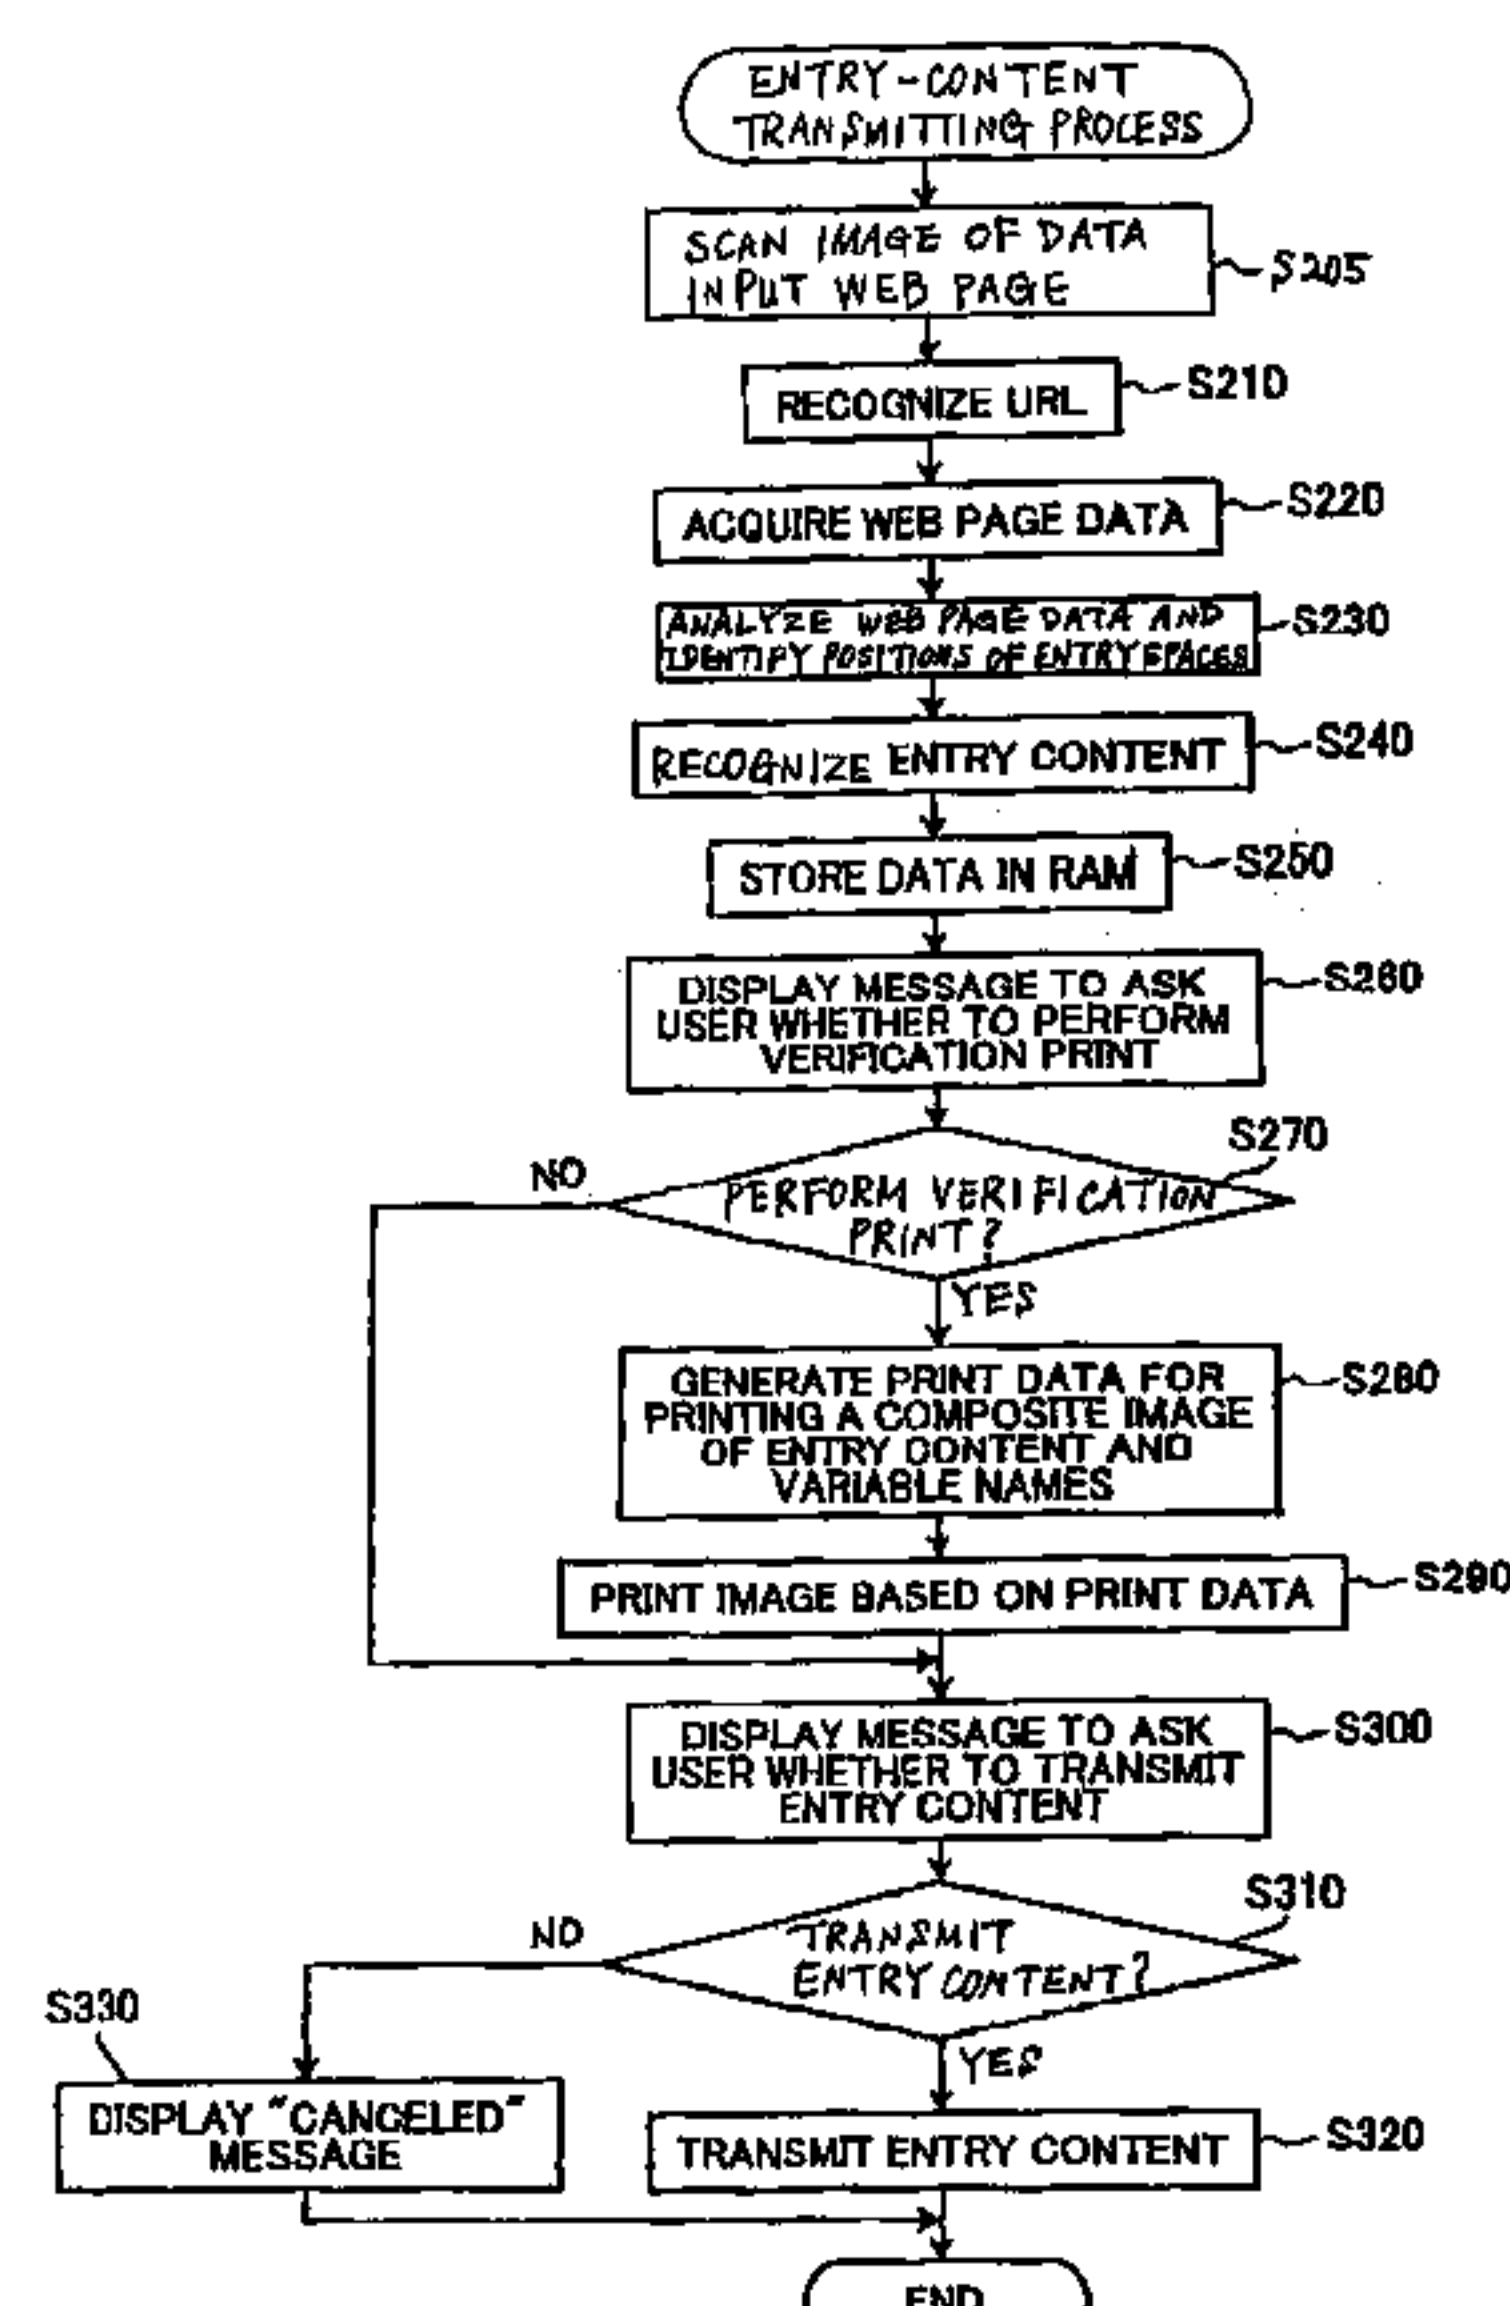 ENTRY-CONTENT
TRANSMITTING PROCESS
SCAN IMAGE OF DATA
INPUT WEB PAGE
S205
RECOGNIZE URL
S210
ACQUIRE WEB PAGE DATA
S220
ANALYZE WEB PAGE DATA AND
IDENTIFY POSITIONS OF ENTRY SPACES
S230
RECOGNIZE ENTRY CONTENT
S240
STORE DATA IN RAM
S250
DISPLAY MESSAGE TO ASK
USER WHETHER TO PERFORM
VERIFICATION PRINT
S260
S270
NO
PERFORM VERIFICATION
PRINT?
YES
GENERATE PRINT DATA FOR
PRINTING A COMPOSITE IMAGE
OF ENTRY CONTENT AND
VARIABLE NAMES
S280
PRINT IMAGE BASED ON PRINT DATA
S290
DISPLAY MESSAGE TO ASK
USER WHETHER TO TRANSMIT
ENTRY CONTENT
S300
S310
NO
TRANSMIT
ENTRY CONTENT?
YES
S330
DISPLAY "CANCELED"
MESSAGE
TRANSMIT ENTRY CONTENT
S320
END